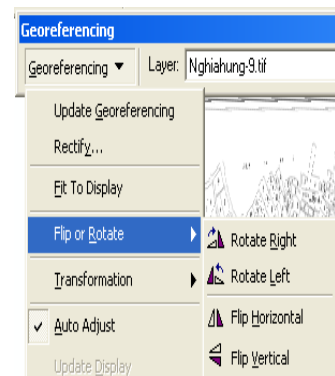 Georeferencing
Georeferencing Layer: Nghiahung-9.tif
Update Georeferencing
Rectify...
Fit To Display
Flip or Rotate
Rotate Right
Transformation
Rotate Left
Auto Adjust
Flip Horizontal
Update Display
Flip Vertical